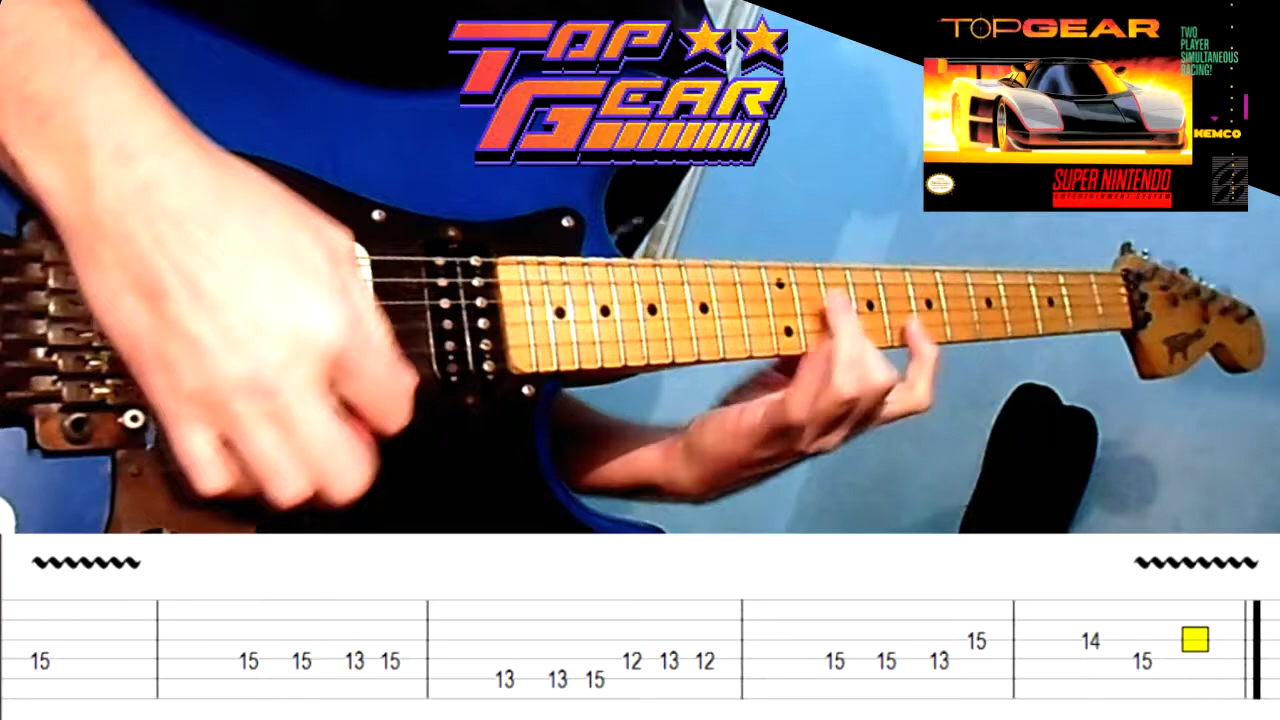 TOP
GEAR
TOPGEAR
TWO
PLAYER
SIMULTANEOUS
RACING!
KEMCO
SUPER NINTENDO
ENTERTAINMENT SYSTEM
15 15 15 13 15 13 13 15 12 13 12 15 15 13 15 14 15